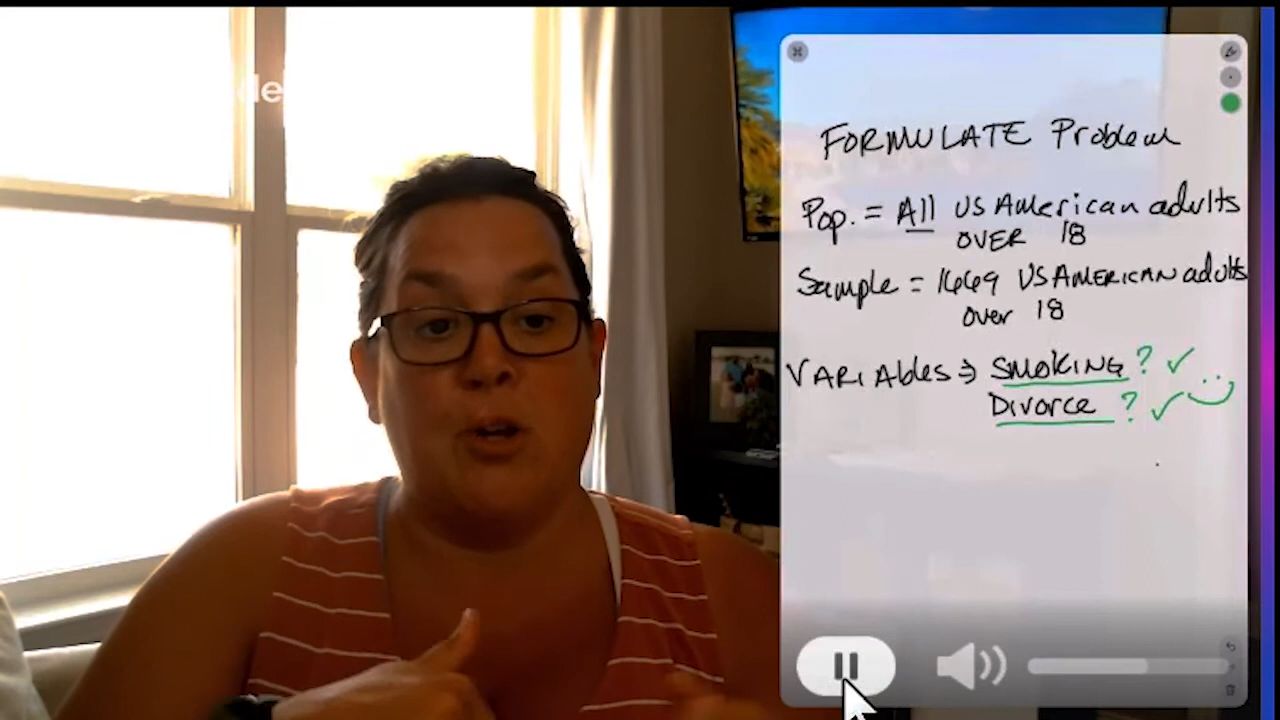 de
FORMULATE Problem
Pop. = All US American adults
OVER 18
Sample = 1669 US AMERICAN adults
over 18
VARIAbles ⇒ SMOKING ? ✓
Divorce ? ✓